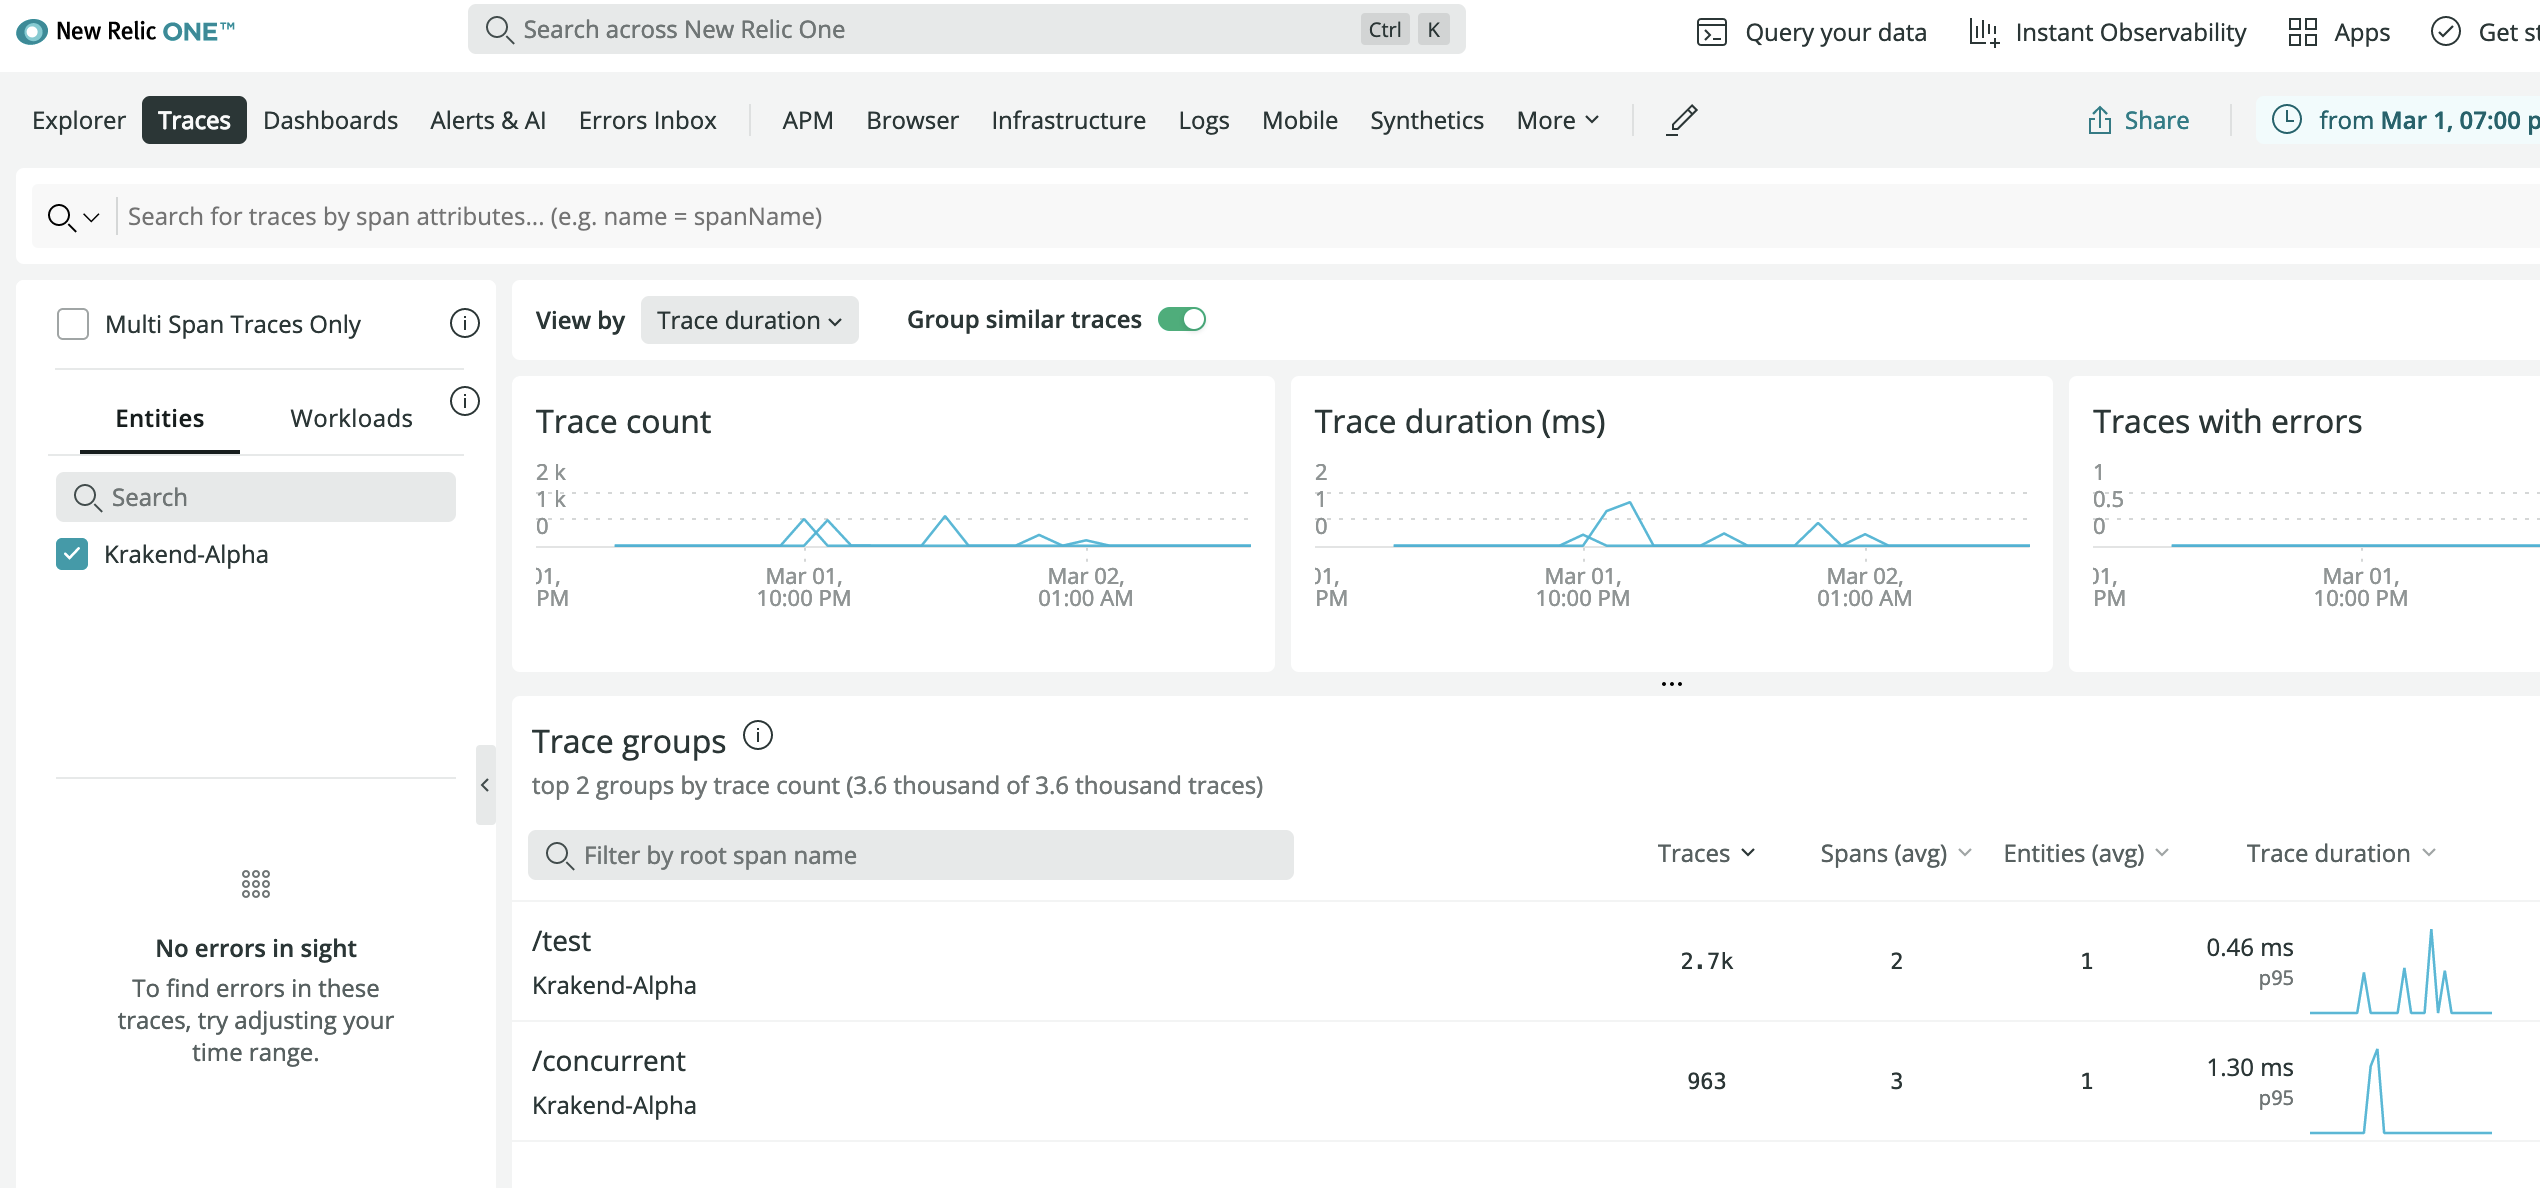 New Relic ONE™
Search across New Relic One
Ctrl K
Query your data
Instant Observability
Apps
Get st
Explorer Traces Dashboards Alerts & AI Errors Inbox APM Browser Infrastructure Logs Mobile Synthetics More
Share
from Mar 1, 07:00 p
Search for traces by span attributes... (e.g. name = spanName)
Multi Span Traces Only
Entities Workloads
Search
Krakend-Alpha
No errors in sight
To find errors in these
traces, try adjusting your
time range.
View by Trace duration Group similar traces
Trace count
2 k
1 k
0
01,
PM
Mar 01,
10:00 PM
Mar 02,
01:00 AM
Trace duration (ms)
2
1
0
01,
PM
Mar 01,
10:00 PM
Mar 02,
01:00 AM
Traces with errors
1
0.5
0
01,
PM
Mar 01,
10:00 PM
...
Trace groups
top 2 groups by trace count (3.6 thousand of 3.6 thousand traces)
Filter by root span name
Traces Spans (avg) Entities (avg) Trace duration
/test
Krakend-Alpha
2.7k 2 1 0.46 ms
p95
/concurrent
Krakend-Alpha
963 3 1 1.30 ms
p95